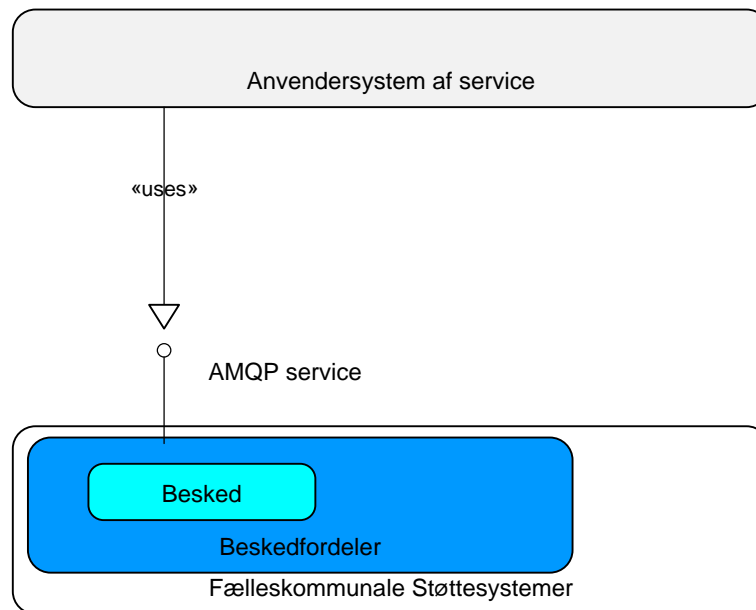 Anvendersystem af service
«uses»
AMQP service
Besked
Beskedfordeler
Fælleskommunale Støttesystemer